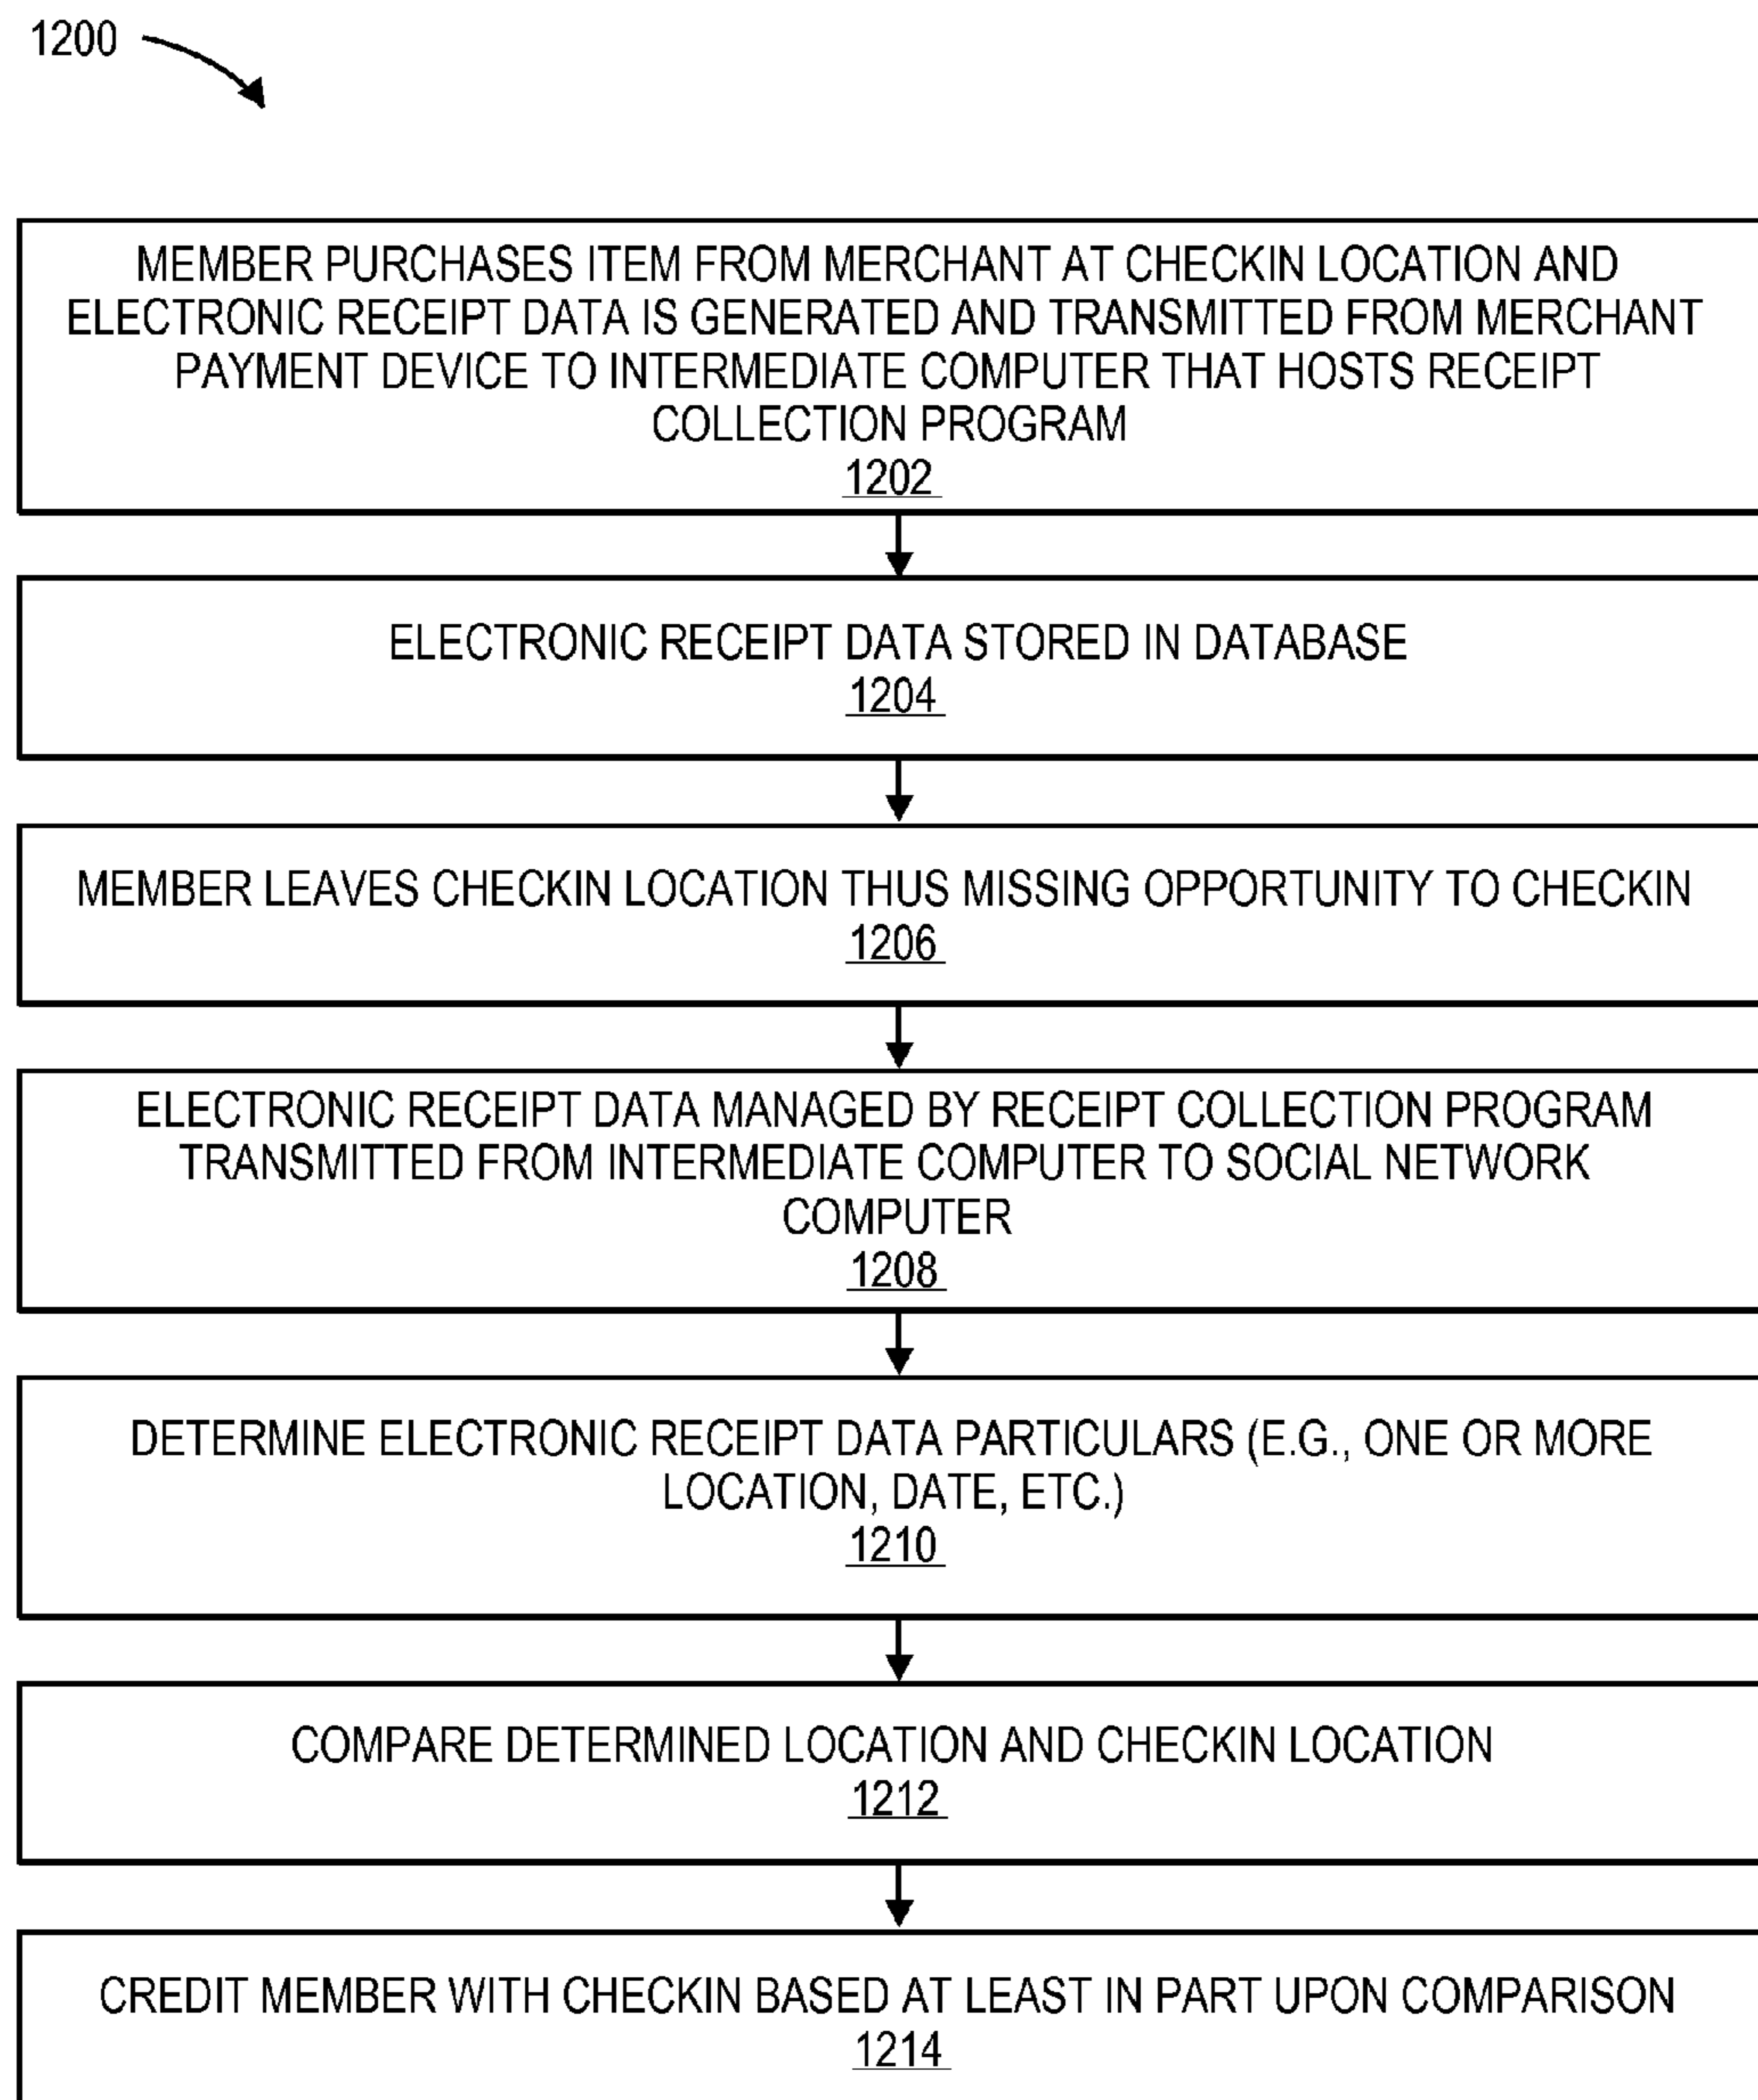 1200
MEMBER PURCHASES ITEM FROM MERCHANT AT CHECKIN LOCATION AND
ELECTRONIC RECEIPT DATA IS GENERATED AND TRANSMITTED FROM MERCHANT
PAYMENT DEVICE TO INTERMEDIATE COMPUTER THAT HOSTS RECEIPT
COLLECTION PROGRAM
1202
ELECTRONIC RECEIPT DATA STORED IN DATABASE
1204
MEMBER LEAVES CHECKIN LOCATION THUS MISSING OPPORTUNITY TO CHECKIN
1206
ELECTRONIC RECEIPT DATA MANAGED BY RECEIPT COLLECTION PROGRAM
TRANSMITTED FROM INTERMEDIATE COMPUTER TO SOCIAL NETWORK
COMPUTER
1208
DETERMINE ELECTRONIC RECEIPT DATA PARTICULARS (E.G., ONE OR MORE
LOCATION, DATE, ETC.)
1210
COMPARE DETERMINED LOCATION AND CHECKIN LOCATION
1212
CREDIT MEMBER WITH CHECKIN BASED AT LEAST IN PART UPON COMPARISON
1214